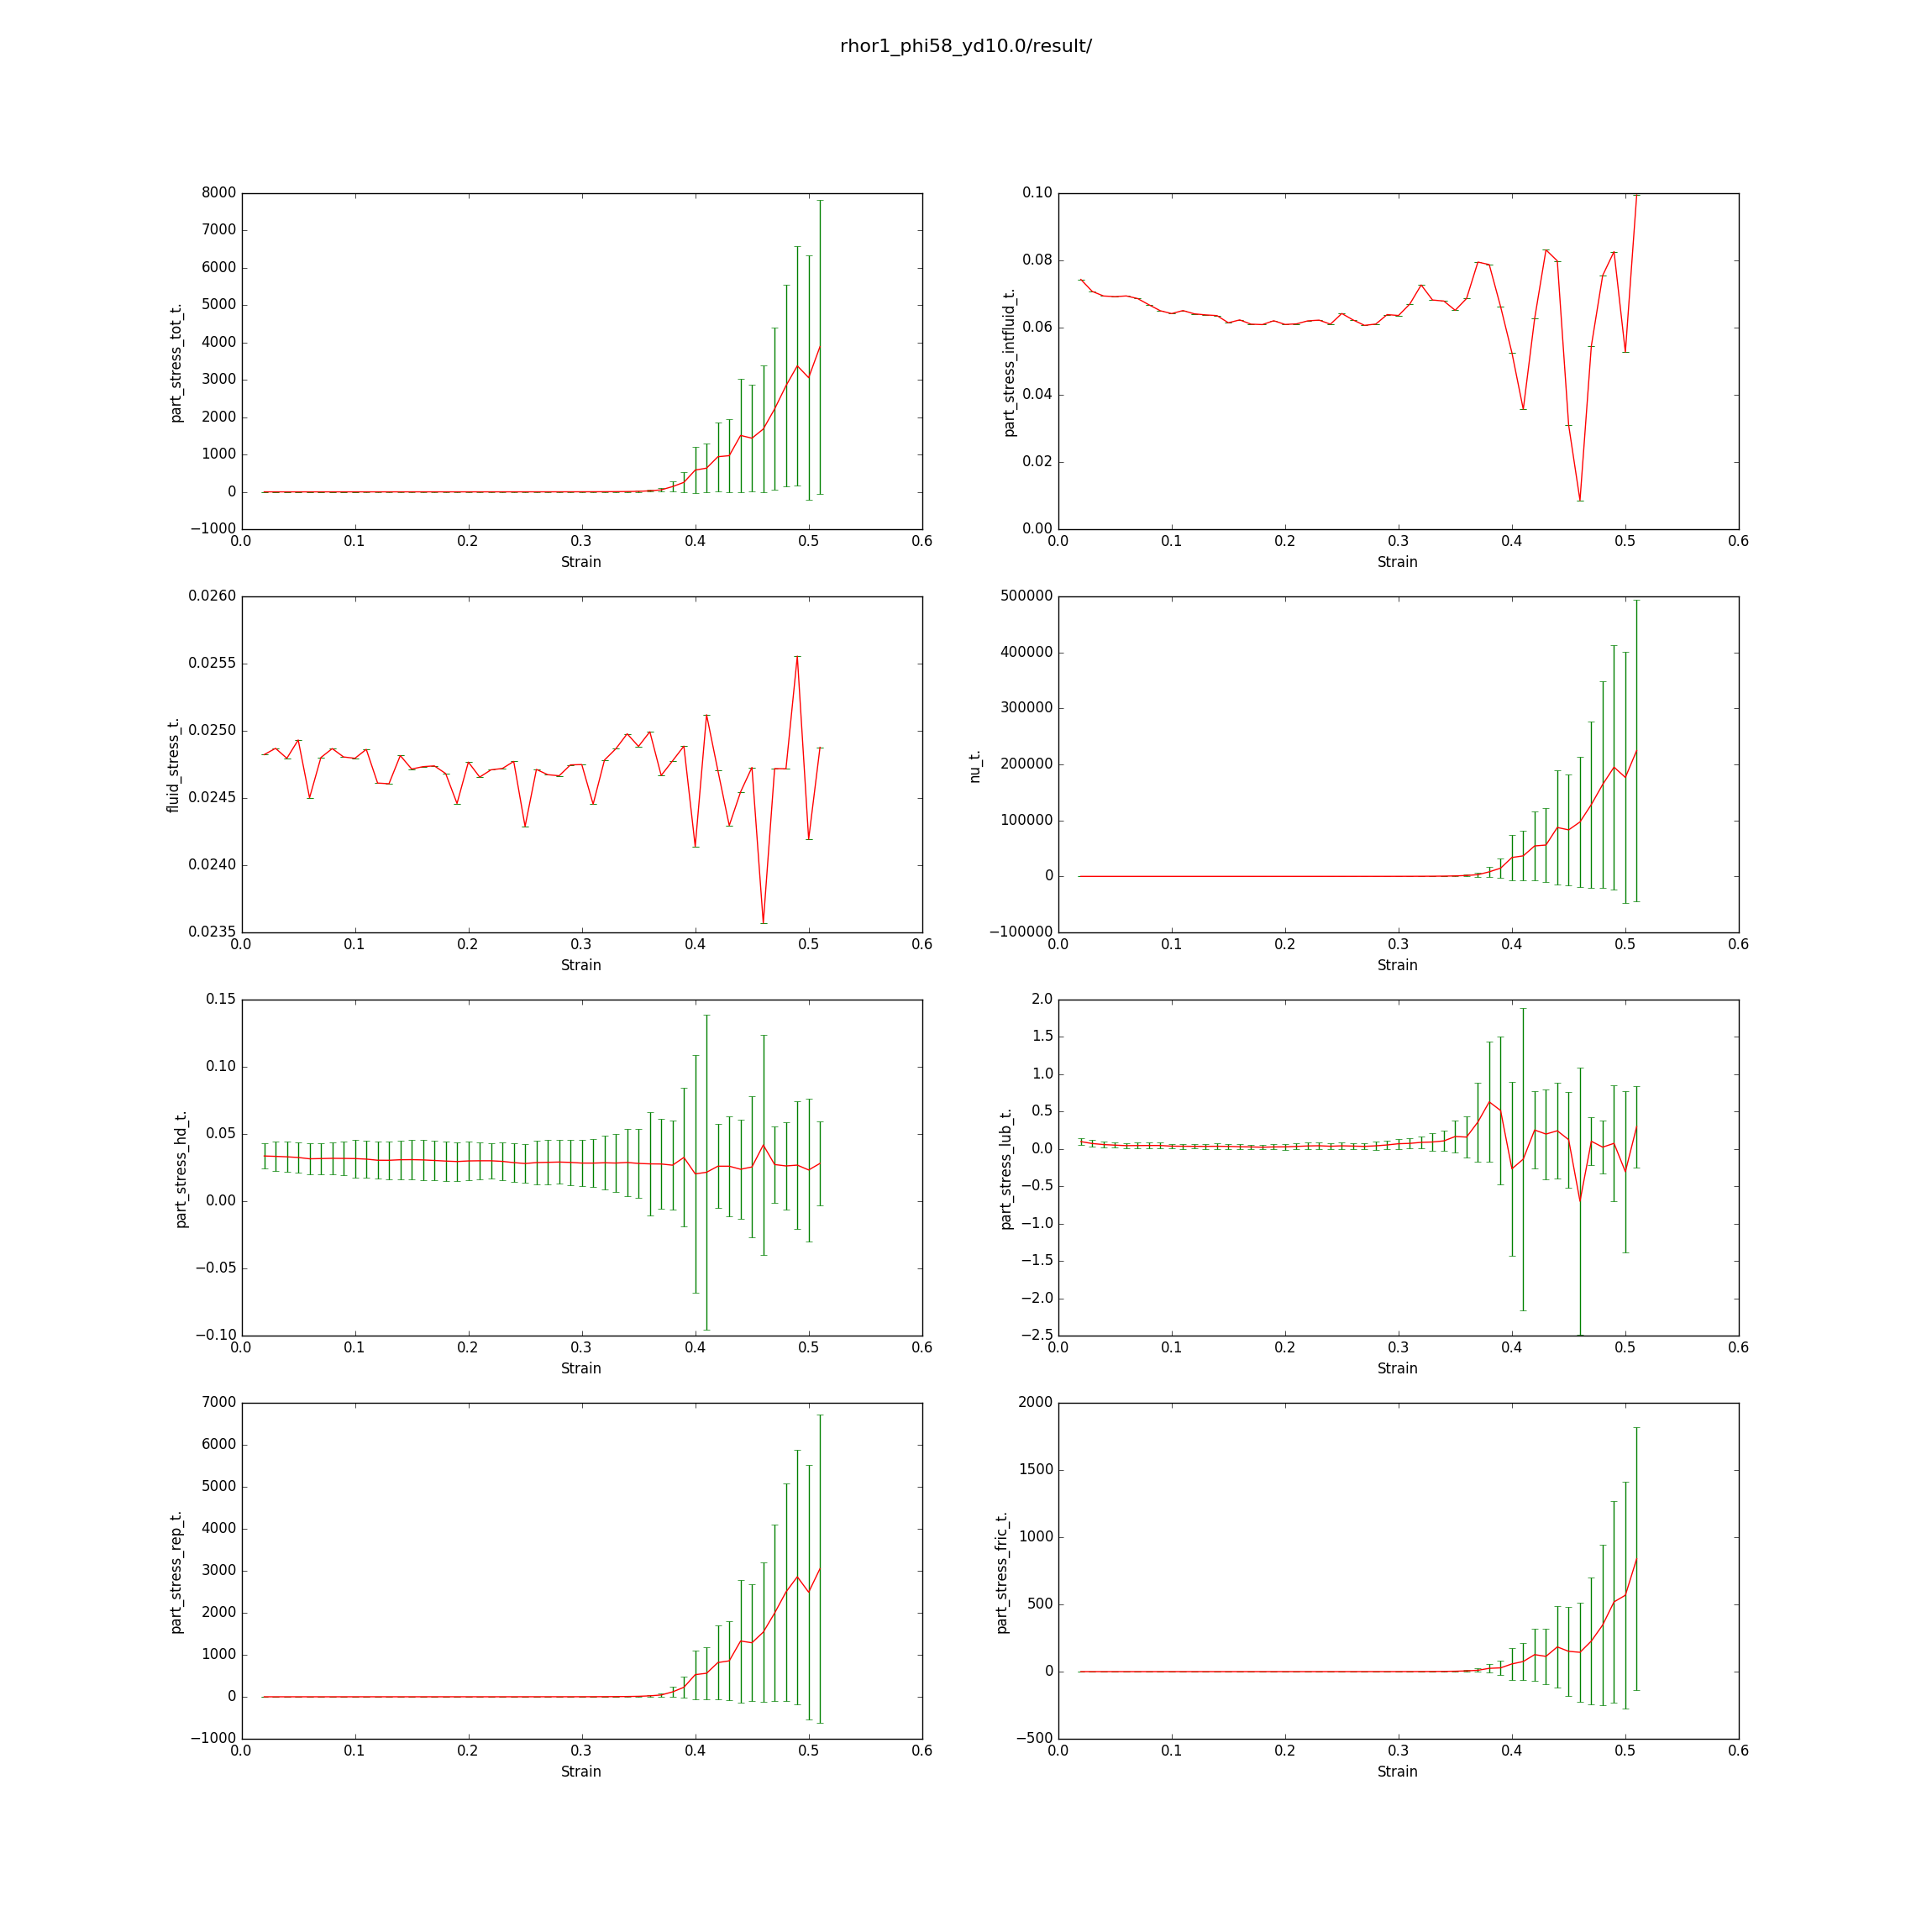 rhor1_phi58_yd10.0/result/
8000
7000
6000
5000
4000
3000
2000
1000
0
−1000
part_stress_tot_t.
0.0 0.1 0.2 0.3 0.4 0.5 0.6
Strain
0.10
0.08
0.06
0.04
0.02
0.00
part_stress_intfluid_t.
0.0 0.1 0.2 0.3 0.4 0.5 0.6
Strain
0.0260
0.0255
0.0250
0.0245
0.0240
0.0235
fluid_stress_t.
0.0 0.1 0.2 0.3 0.4 0.5 0.6
Strain
500000
400000
300000
200000
100000
0
−100000
nu_t.
0.0 0.1 0.2 0.3 0.4 0.5 0.6
Strain
0.15
0.10
0.05
0.00
−0.05
−0.10
part_stress_hd_t.
0.0 0.1 0.2 0.3 0.4 0.5 0.6
Strain
2.0
1.5
1.0
0.5
0.0
−0.5
−1.0
−1.5
−2.0
−2.5
part_stress_lub_t.
0.0 0.1 0.2 0.3 0.4 0.5 0.6
Strain
7000
6000
5000
4000
3000
2000
1000
0
−1000
part_stress_rep_t.
0.0 0.1 0.2 0.3 0.4 0.5 0.6
Strain
2000
1500
1000
500
0
−500
part_stress_fric_t.
0.0 0.1 0.2 0.3 0.4 0.5 0.6
Strain